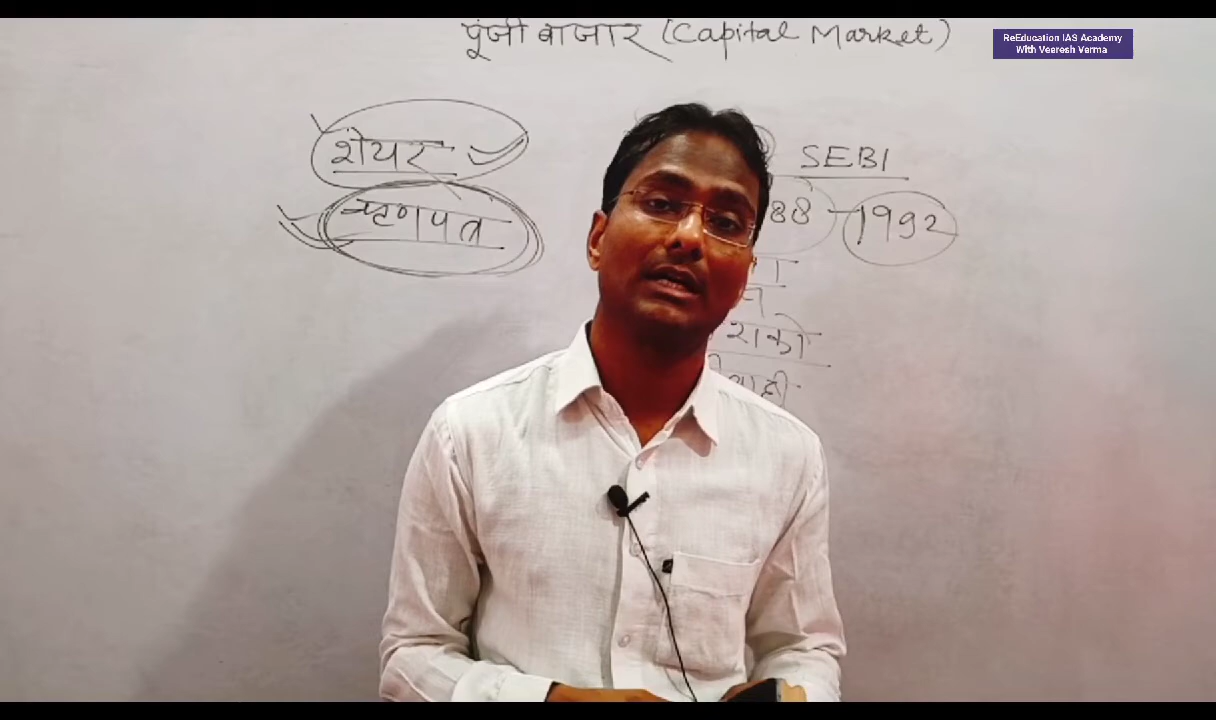 पूंजी बाजार (Capital Market)
ReEducation IAS Academy
With Veeresh Verma
शेयर
ऋणपत्र
SEBI
88 - 1992